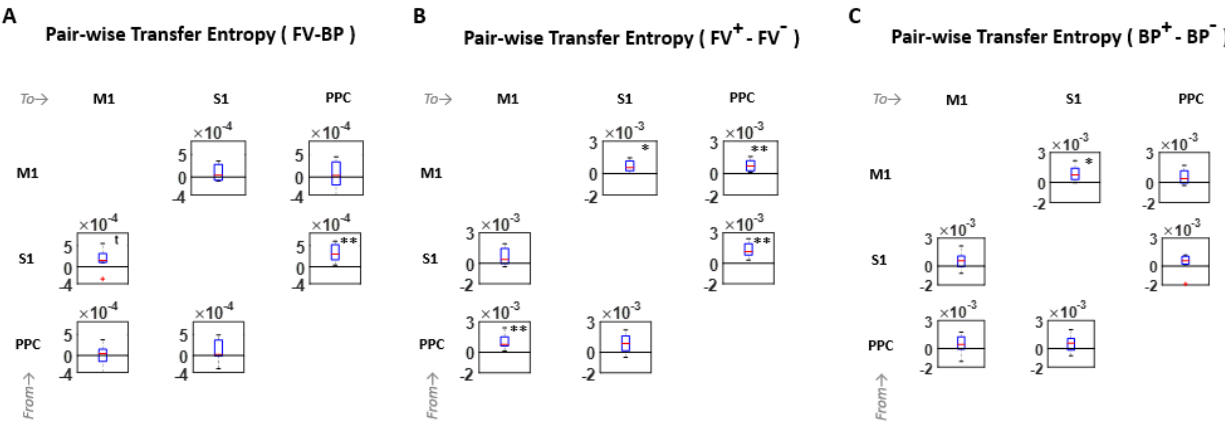 A
Pair-wise Transfer Entropy ( FV-BP )
To→ M1 S1 PPC
×10^-4 ×10^-4
M1 5 0 -4 5 0 -4
×10^-4 ×10^-4
S1 5 0 -4 t 5 0 -4 **
×10^-4 ×10^-4
PPC 5 0 -4 5 0 -4
From→
B
Pair-wise Transfer Entropy ( FV^+ - FV^- )
To→ M1 S1 PPC
×10^-3 ×10^-3
M1 3 0 -2 * 3 0 -2 **
×10^-3 ×10^-3
S1 3 0 -2 3 0 -2 **
×10^-3 ×10^-3
PPC 3 0 -2 ** 3 0 -2
From→
C
Pair-wise Transfer Entropy ( BP^+ - BP^- )
To→ M1 S1 PPC
×10^-3 ×10^-3
M1 3 0 -2 * 3 0 -2
×10^-3 ×10^-3
S1 3 0 -2 3 0 -2
×10^-3 ×10^-3
PPC 3 0 -2 3 0 -2
From→